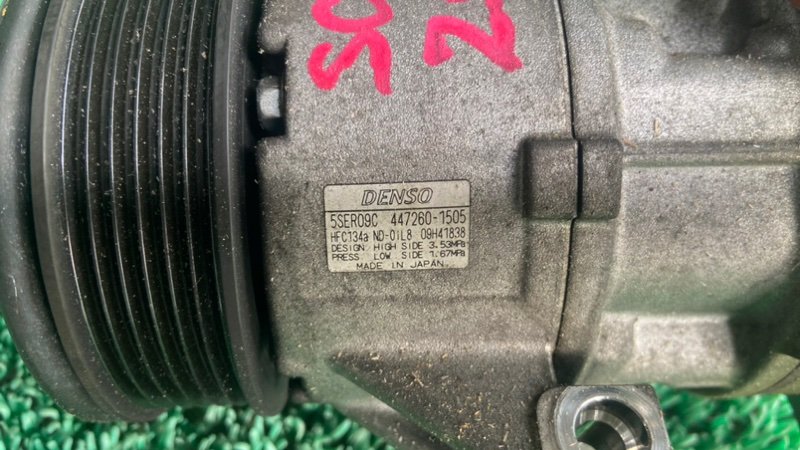 DENSO
5SER09C 447260-1505
HFC134a ND-OIL8 09H41838
DESIGN HIGH SIDE 3.53MPa
PRESS. LOW SIDE 1.67MPa
MADE IN JAPAN.